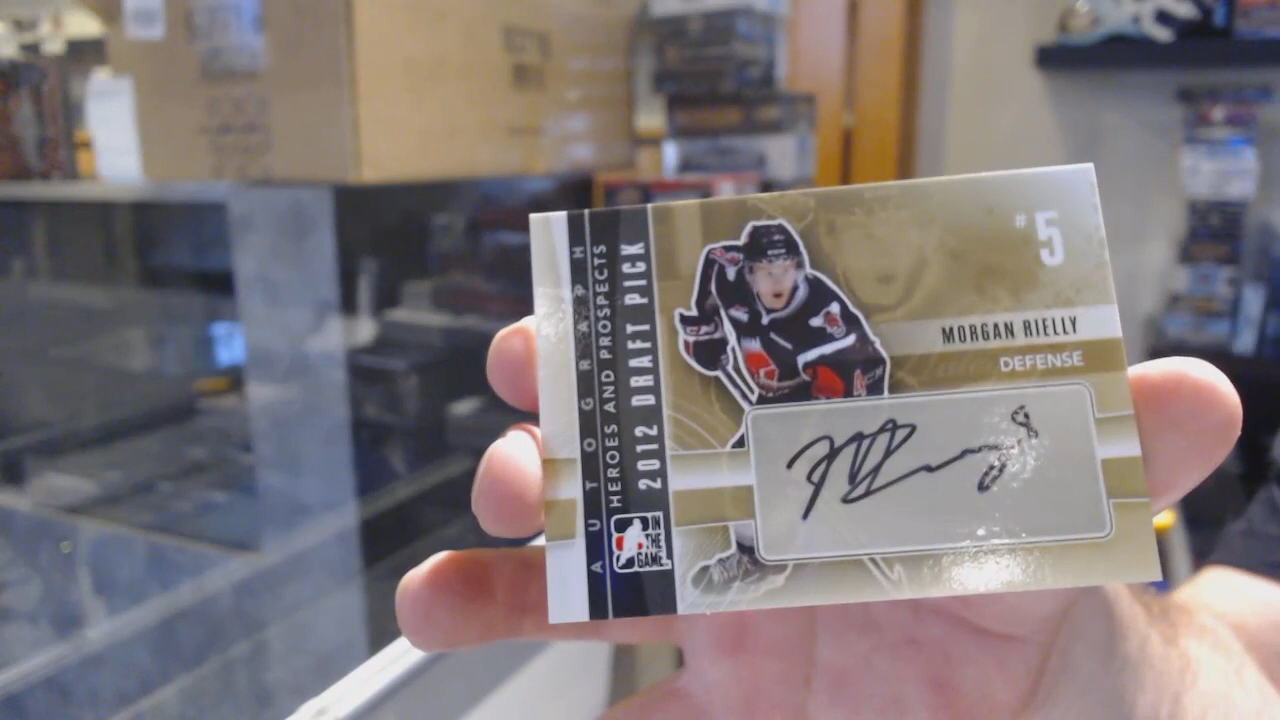 AUTOGRAPH
HEROES AND PROSPECTS
2012 DRAFT PICK
IN
THE
GAME
#5
MORGAN RIELLY
DEFENSE